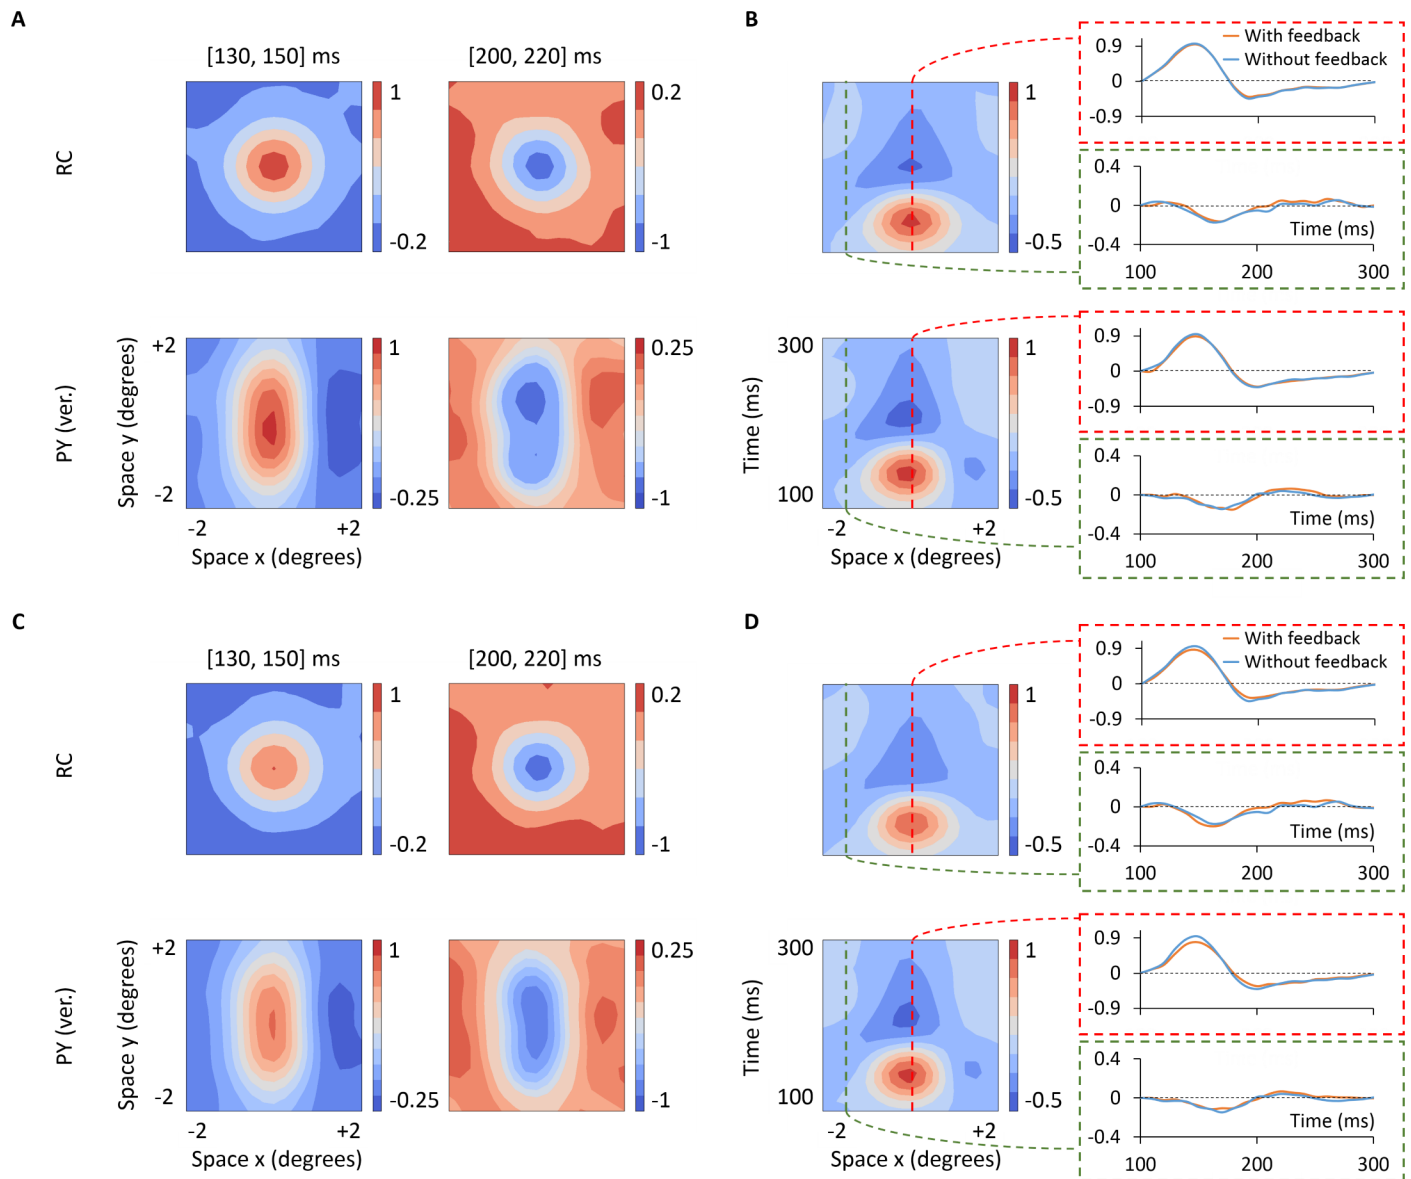 A
B
[130, 150] ms
[200, 220] ms
RC
1
-0.2
0.2
-1
1
-0.5
0.9
0
-0.9
With feedback
Without feedback
0.4
0
-0.4
Time (ms)
100
200
300
PY (ver.)
Space y (degrees)
+2
-2
1
-0.25
0.25
-1
-2
+2
Space x (degrees)
Time (ms)
300
100
1
-0.5
-2
+2
Space x (degrees)
0.9
0
-0.9
0.4
0
-0.4
Time (ms)
100
200
300
C
D
[130, 150] ms
[200, 220] ms
RC
1
-0.2
0.2
-1
1
-0.5
0.9
0
-0.9
With feedback
Without feedback
0.4
0
-0.4
Time (ms)
100
200
300
PY (ver.)
Space y (degrees)
+2
-2
1
-0.25
0.25
-1
-2
+2
Space x (degrees)
Time (ms)
300
100
1
-0.5
-2
+2
Space x (degrees)
0.9
0
-0.9
0.4
0
-0.4
Time (ms)
100
200
300